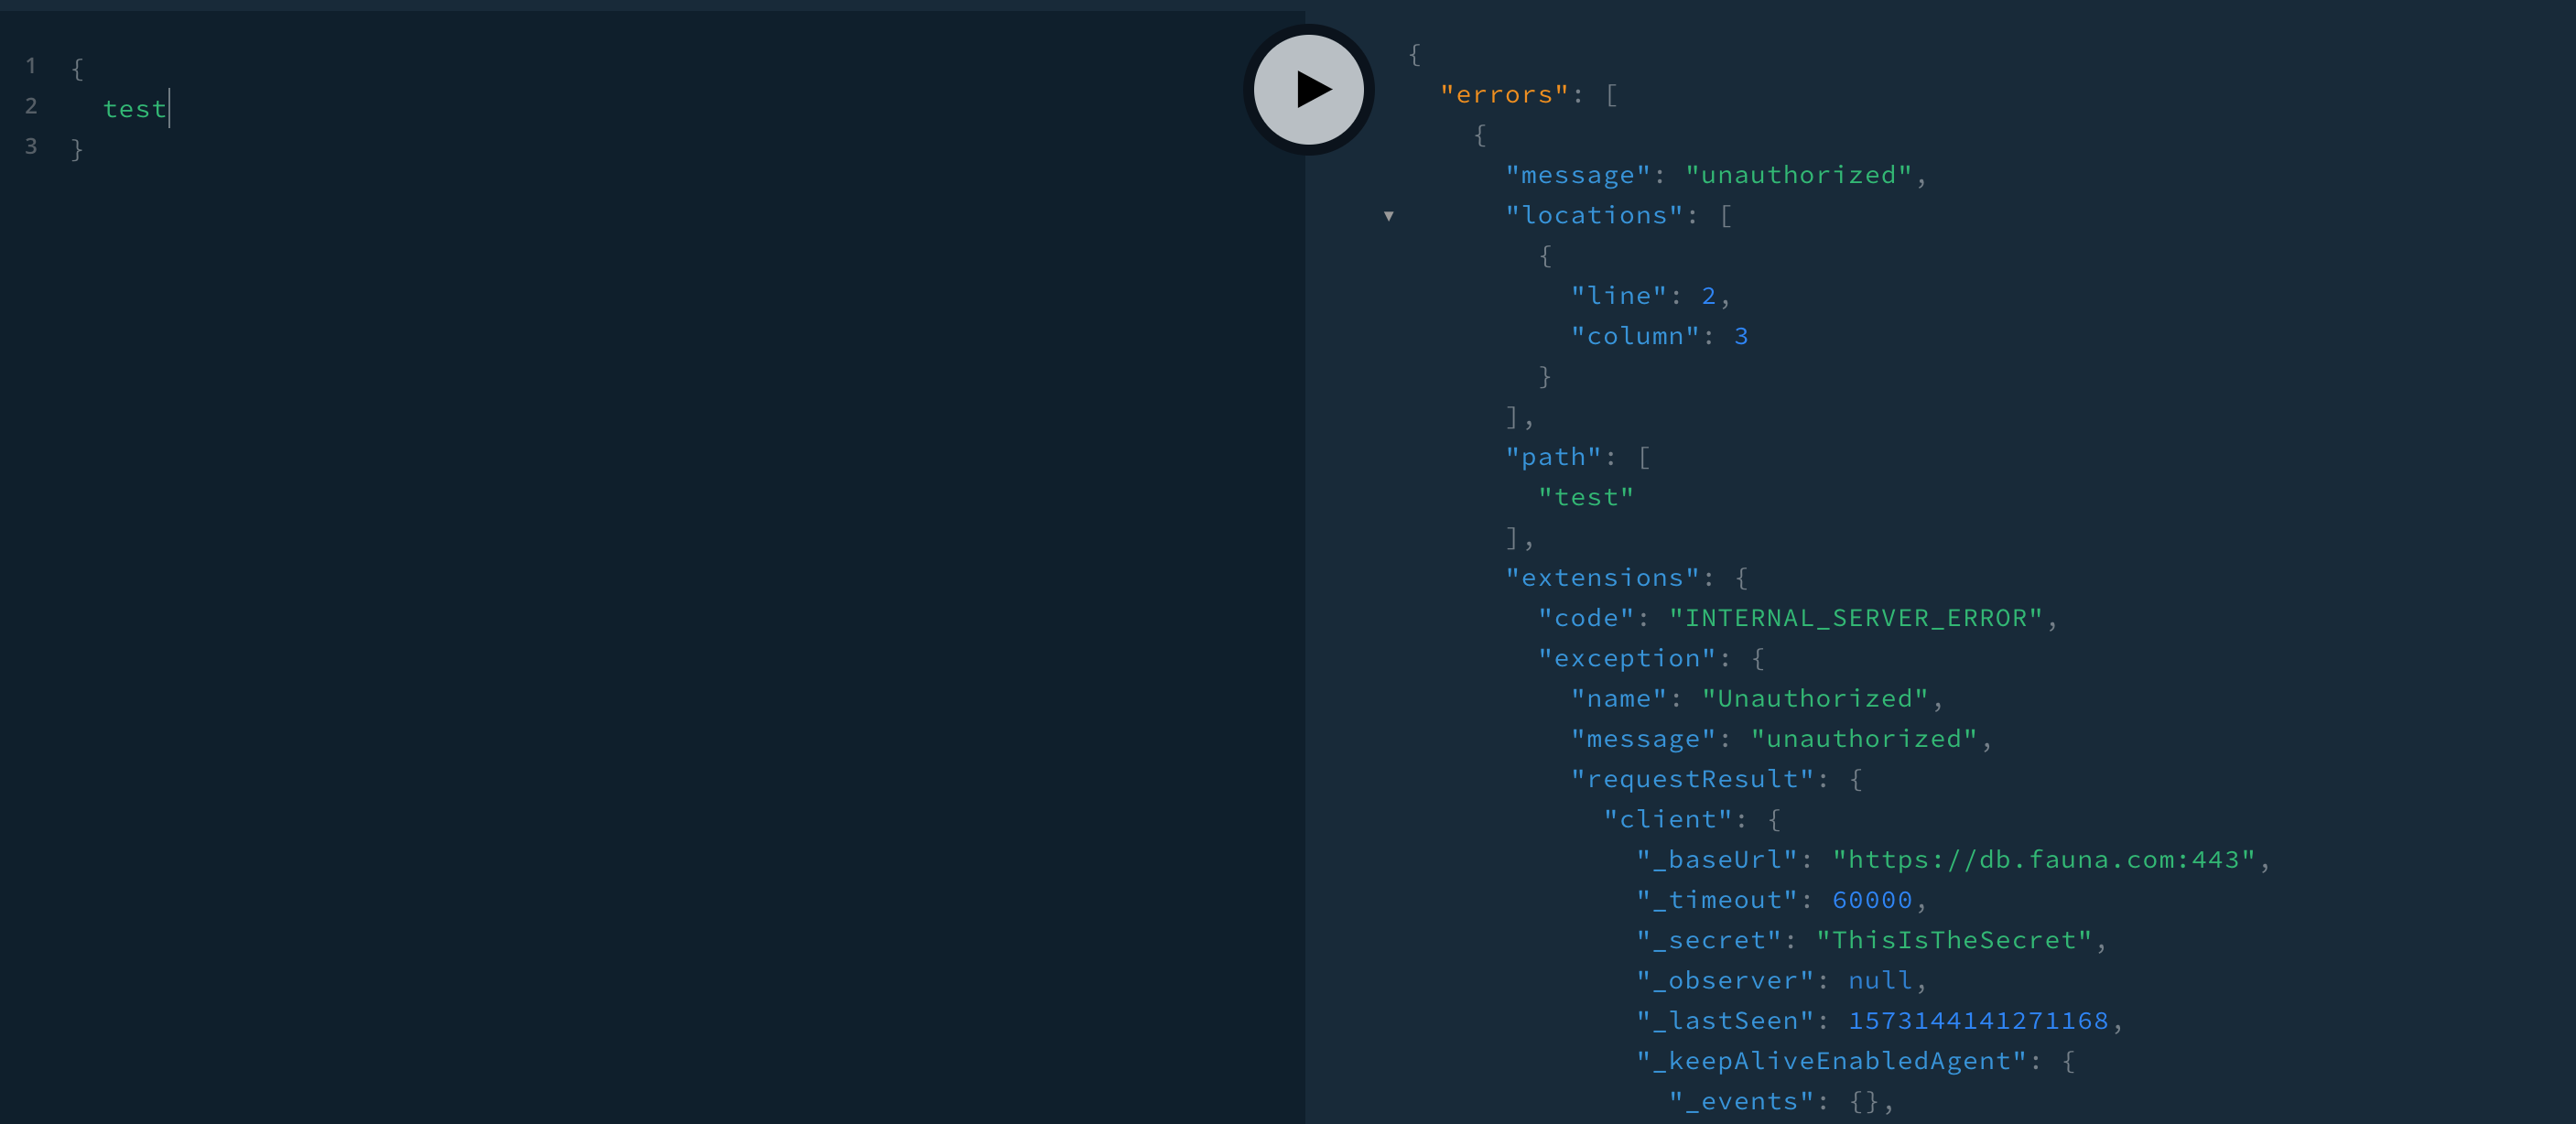 1 {
2 test
3 }
{
"errors": [
{
"message": "unauthorized",
"locations": [
{
"line": 2,
"column": 3
}
],
"path": [
"test"
],
"extensions": {
"code": "INTERNAL_SERVER_ERROR",
"exception": {
"name": "Unauthorized",
"message": "unauthorized",
"requestResult": {
"client": {
"_baseUrl": "https://db.fauna.com:443",
"_timeout": 60000,
"_secret": "ThisIsTheSecret",
"_observer": null,
"_lastSeen": 1573144141271168,
"_keepAliveEnabledAgent": {
"_events": {},